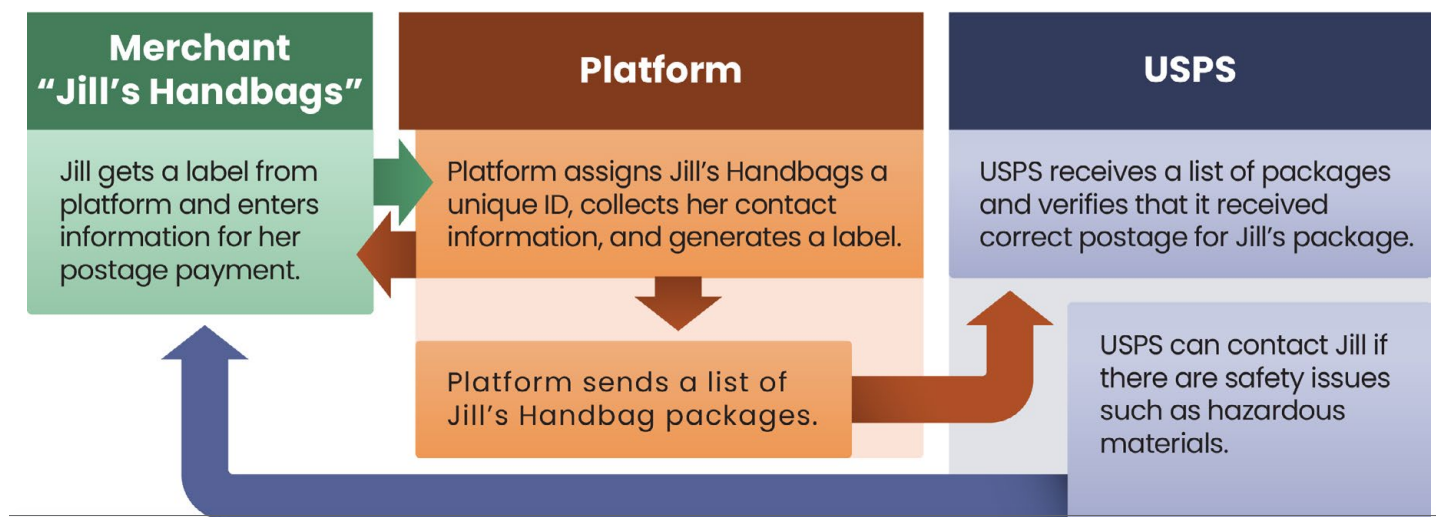 Merchant
“Jill’s Handbags”
Jill gets a label from
platform and enters
information for her
postage payment.
Platform
Platform assigns Jill’s Handbags a
unique ID, collects her contact
information, and generates a label.
Platform sends a list of
Jill’s Handbag packages.
USPS
USPS receives a list of packages
and verifies that it received
correct postage for Jill’s package.
USPS can contact Jill if
there are safety issues
such as hazardous
materials.